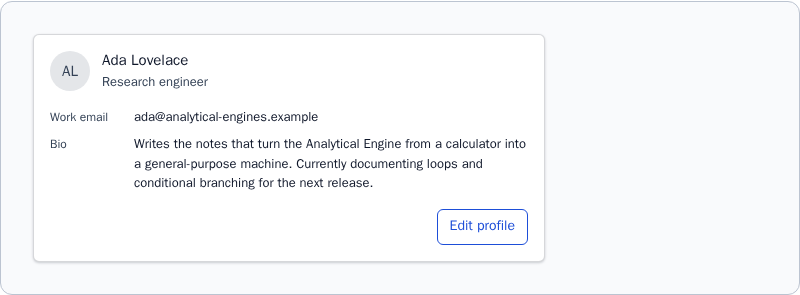 AL
Ada Lovelace
Research engineer
Work email
ada@analytical-engines.example
Bio
Writes the notes that turn the Analytical Engine from a calculator into
a general-purpose machine. Currently documenting loops and
conditional branching for the next release.
Edit profile